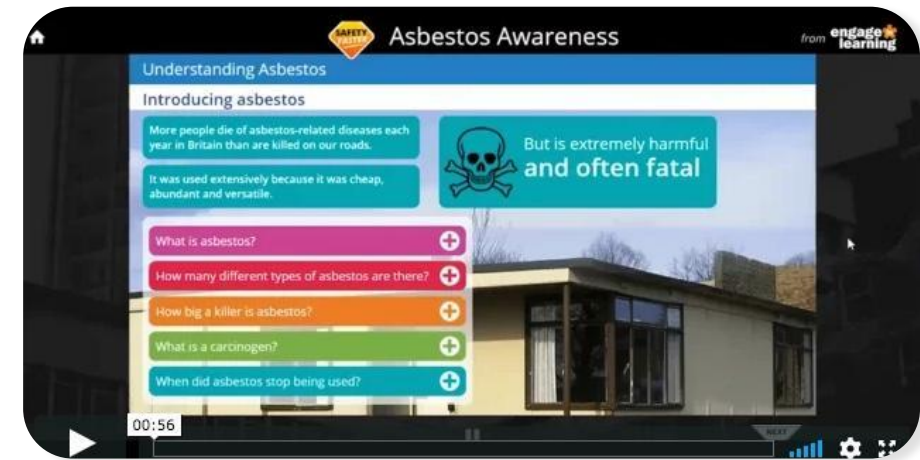 SAFETY
FASTER
Asbestos Awareness
from engage
learning
Understanding Asbestos
Introducing asbestos
More people die of asbestos-related diseases each
year in Britain than are killed on our roads.
It was used extensively because it was cheap,
abundant and versatile.
But is extremely harmful
and often fatal
What is asbestos?
How many different types of asbestos are there?
How big a killer is asbestos?
What is a carcinogen?
When did asbestos stop being used?
00:56
NEXT